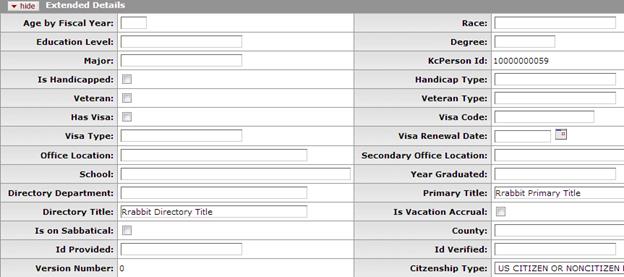 hide Extended Details
Age by Fiscal Year: Race:
Education Level: Degree:
Major: KcPerson Id: 10000000059
Is Handicapped: Handicap Type:
Veteran: Veteran Type:
Has Visa: Visa Code:
Visa Type: Visa Renewal Date:
Office Location: Secondary Office Location:
School: Year Graduated:
Directory Department: Primary Title: Rrabbit Primary Title
Directory Title: Rrabbit Directory Title Is Vacation Accrual:
Is on Sabbatical: County:
Id Provided: Id Verified:
Version Number: 0 Citzenship Type: US CITIZEN OR NONCITIZEN